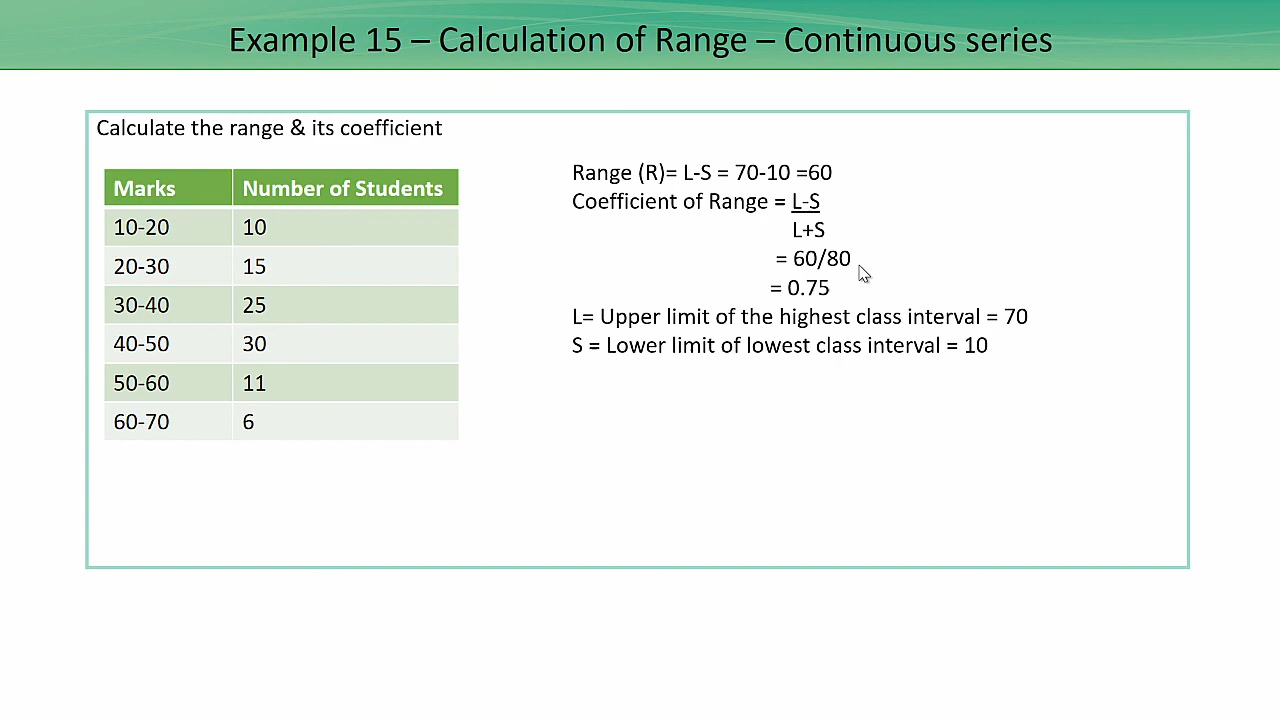 Example 15 – Calculation of Range – Continuous series
Calculate the range & its coefficient
Marks Number of Students
10-20 10
20-30 15
30-40 25
40-50 30
50-60 11
60-70 6
Range (R)= L-S = 70-10 =60
Coefficient of Range = L-S
L+S
= 60/80
= 0.75
L= Upper limit of the highest class interval = 70
S = Lower limit of lowest class interval = 10